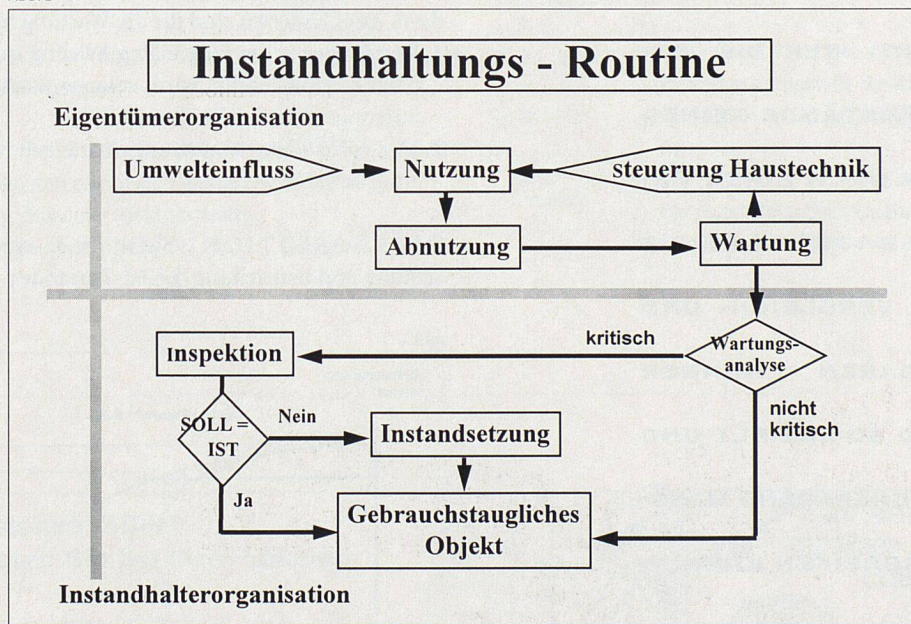 Instandhaltungs - Routine
Eigentümerorganisation
Umwelteinfluss
Nutzung
steuerung Haustechnik
Abnutzung
Wartung
Inspektion
kritisch
Wartungs-
analyse
nicht
kritisch
SOLL =
IST
Nein
Instandsetzung
Ja
Gebrauchstaugliches
Objekt
Instandhalterorganisation